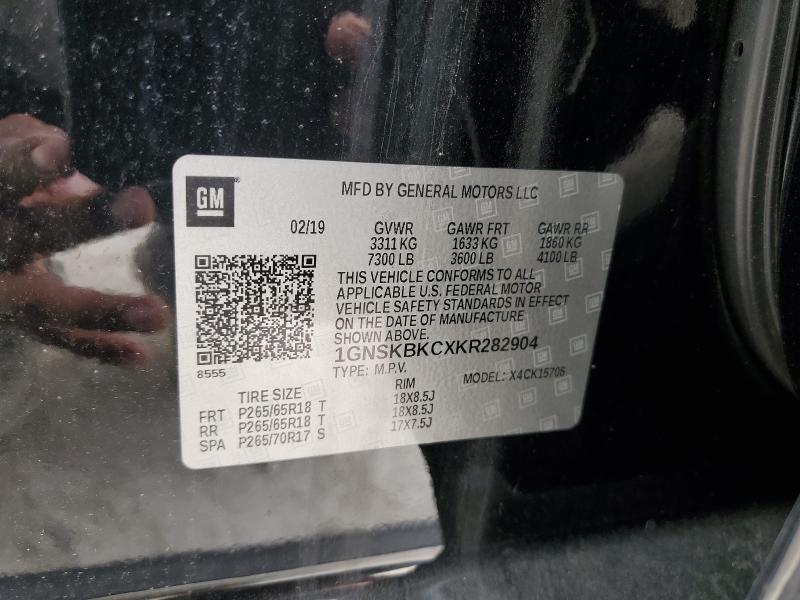 GM
MFD BY GENERAL MOTORS LLC
02/19 GVWR GAWR FRT GAWR RR
3311 KG 1633 KG 1860 KG
7300 LB 3600 LB 4100 LB
THIS VEHICLE CONFORMS TO ALL
APPLICABLE U.S. FEDERAL MOTOR
VEHICLE SAFETY STANDARDS IN EFFECT
ON THE DATE OF MANUFACTURE
SHOWN ABOVE.
8555
1GNSKBKCXKR282904
TYPE: M.P.V. MODEL: X4CK15706
TIRE SIZE RIM
FRT P265/65R18 T 18X8.5J
RR P265/65R18 T 18X8.5J
SPA P265/70R17 S 17X7.5J